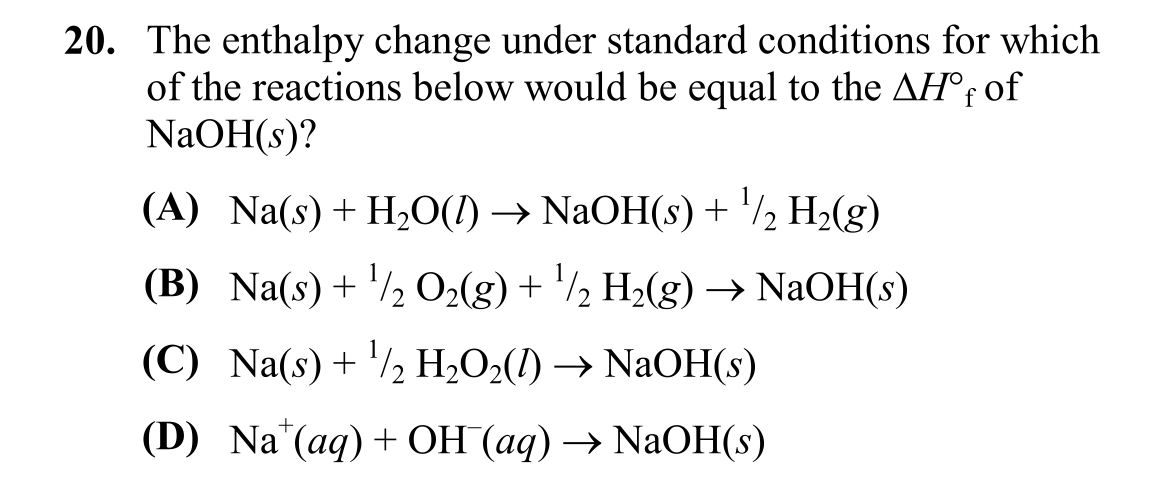 20. The enthalpy change under standard conditions for which
of the reactions below would be equal to the ΔH°f of
NaOH(s)?
(A) Na(s) + H₂O(l) → NaOH(s) + ¹/₂ H₂(g)
(B) Na(s) + ¹/₂ O₂(g) + ¹/₂ H₂(g) → NaOH(s)
(C) Na(s) + ¹/₂ H₂O₂(l) → NaOH(s)
(D) Na⁺(aq) + OH⁻(aq) → NaOH(s)